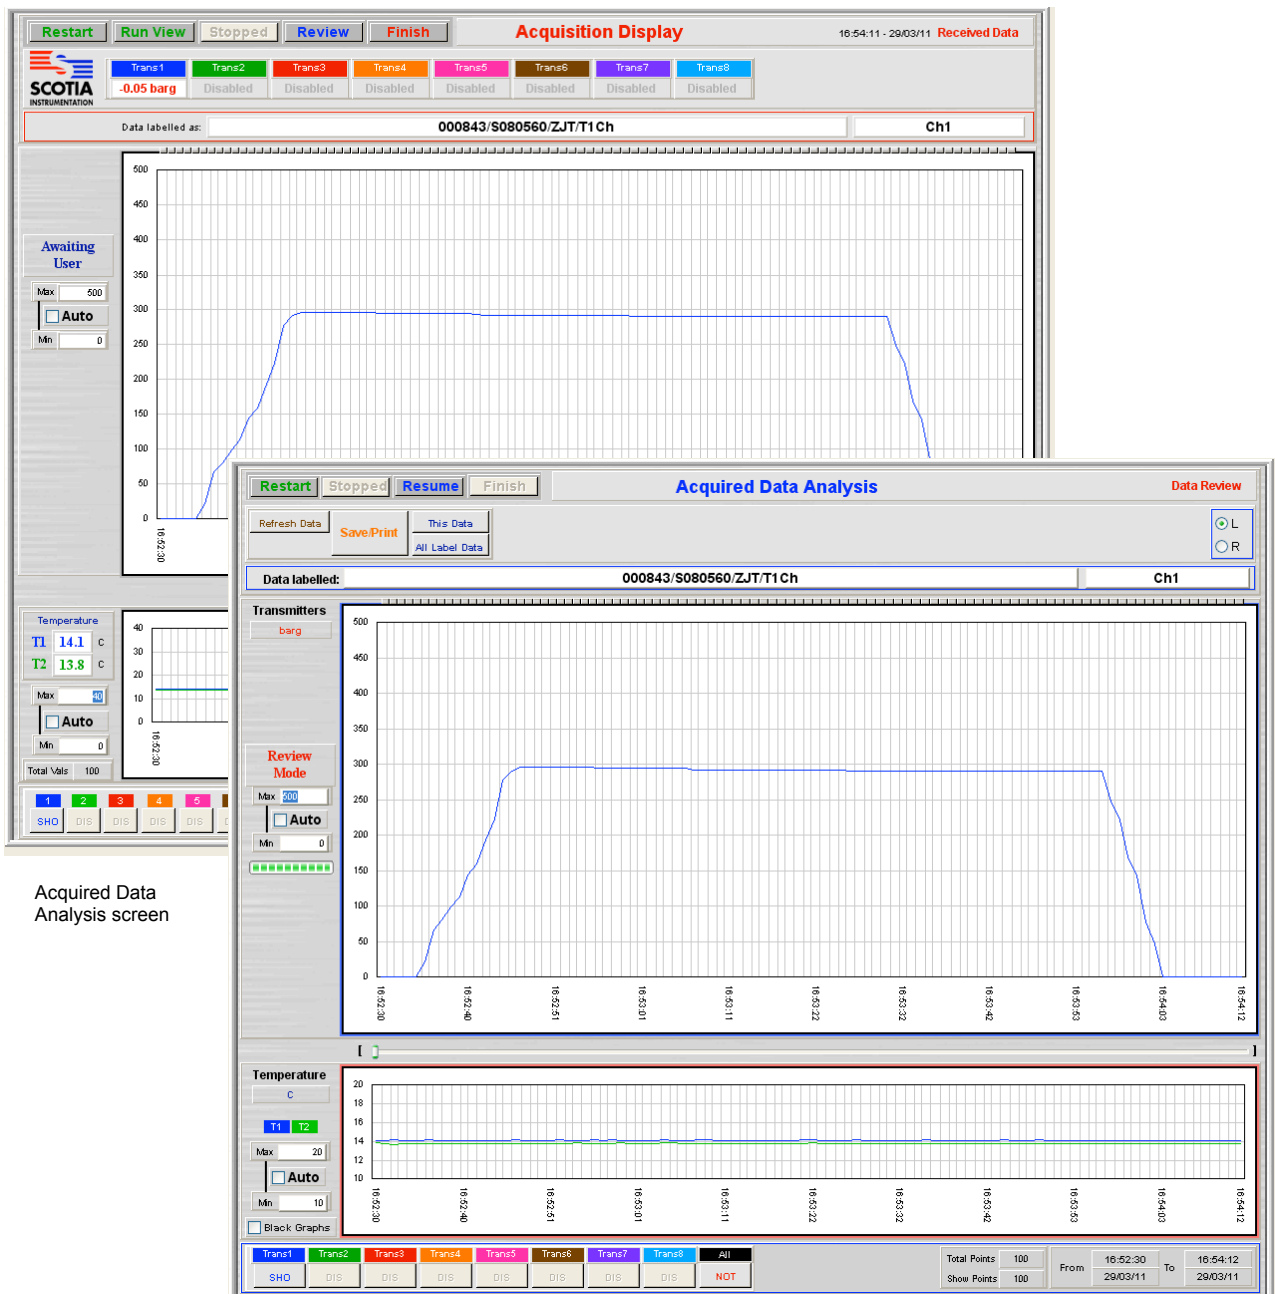 Restart Run View Stopped Review Finish Acquisition Display 16:54:11 - 29/03/11 Received Data
SCOTIA
INSTRUMENTATION
Trans1 Trans2 Trans3 Trans4 Trans5 Trans6 Trans7 Trans8
-0.05 barg Disabled Disabled Disabled Disabled Disabled Disabled Disabled
Data labelled as: 000843/S080560/ZJT/T1Ch Ch1
500
450
400
350
300
250
200
150
100
50
0
16:52:30
Awaiting
User
Max 500
Auto
Min 0
Temperature
T1 14.1 C
T2 13.8 C
Max 40
Auto
Min 0
Total Vals 100
40
30
20
10
0
16:52:30
1 2 3 4 5
SHO DIS DIS DIS DIS
Acquired Data
Analysis screen
Restart Stopped Resume Finish Acquired Data Analysis Data Review
Refresh Data Save/Print This Data
All Label Data
L
R
Data labelled: 000843/S080560/ZJT/T1Ch Ch1
Transmitters
barg
Review
Mode
Max 500
Auto
Min 0
500
450
400
350
300
250
200
150
100
50
0
16:52:30 16:52:40 16:52:51 16:53:01 16:53:11 16:53:22 16:53:32 16:53:42 16:53:53 16:54:03 16:54:12
[ ]
Temperature
C
T1 T2
Max 20
Auto
Min 10
Black Graphs
20
18
16
14
12
10
16:52:30 16:52:40 16:52:51 16:53:01 16:53:11 16:53:22 16:53:32 16:53:42 16:53:53 16:54:03 16:54:12
Trans1 Trans2 Trans3 Trans4 Trans5 Trans6 Trans7 Trans8 All
SHO DIS DIS DIS DIS DIS DIS DIS NOT
Total Points 100
Show Points 100
From 16:52:30 To 16:54:12
29/03/11 29/03/11